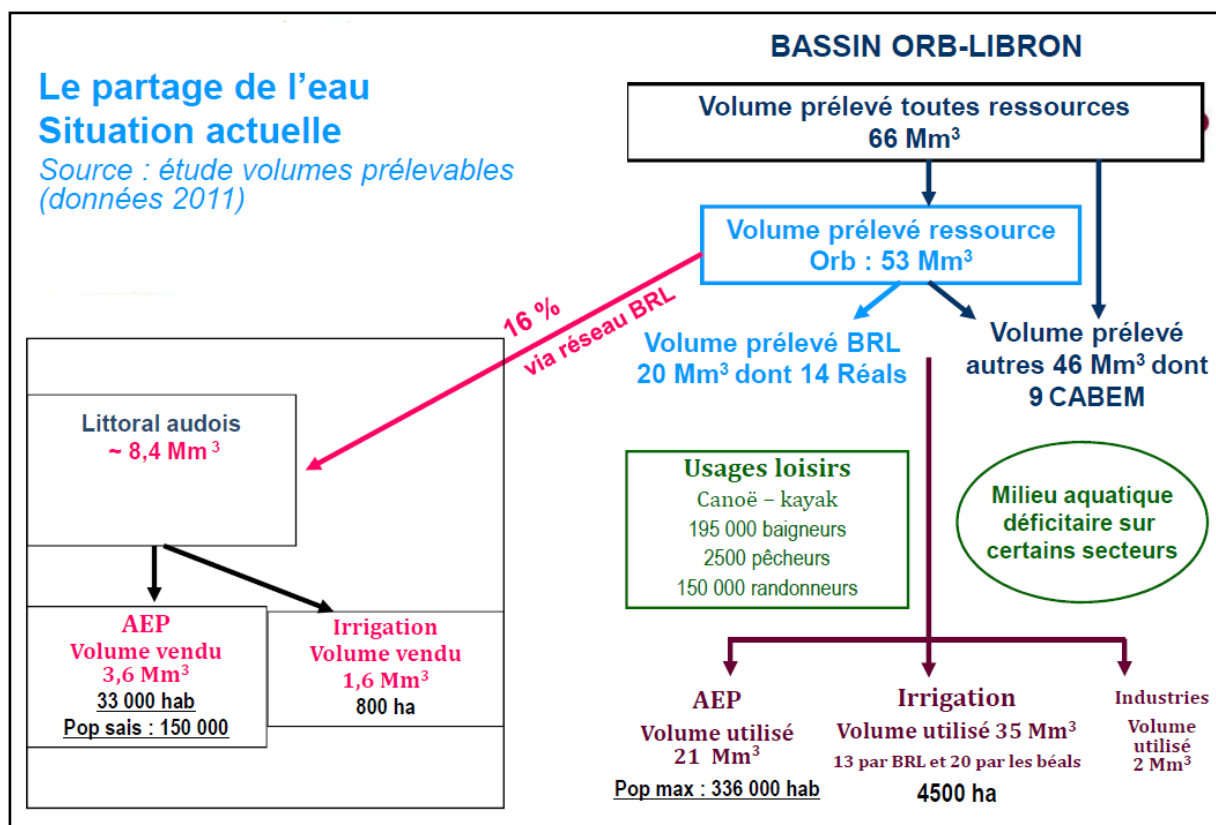 Le partage de l'eau
Situation actuelle
Source : étude volumes prélevables
(données 2011)
BASSIN ORB-LIBRON
Volume prélevé toutes ressources
66 Mm³
Volume prélevé ressource
Orb : 53 Mm³
16 %
via réseau BRL
Volume prélevé BRL
20 Mm³ dont 14 Réals
Volume prélevé
autres 46 Mm³ dont
9 CABEM
Littoral audois
~ 8,4 Mm³
Usages loisirs
Canoë – kayak
195 000 baigneurs
2500 pêcheurs
150 000 randonneurs
Milieu aquatique
déficitaire sur
certains secteurs
AEP
Volume vendu
3,6 Mm³
33 000 hab
Pop sais : 150 000
Irrigation
Volume vendu
1,6 Mm³
800 ha
AEP
Volume utilisé
21 Mm³
Pop max : 336 000 hab
Irrigation
Volume utilisé 35 Mm³
13 par BRL et 20 par les béals
4500 ha
Industries
Volume
utilisé
2 Mm³